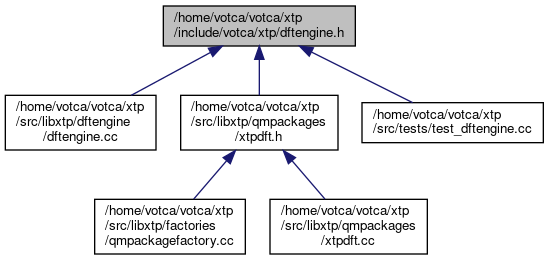 /home/votca/votca/xtp
/include/votca/xtp/dftengine.h
/home/votca/votca/xtp
/src/libxtp/dftengine
/dftengine.cc
/home/votca/votca/xtp
/src/libxtp/qmpackages
/xtpdft.h
/home/votca/votca/xtp
/src/tests/test_dftengine.cc
/home/votca/votca/xtp
/src/libxtp/factories
/qmpackagefactory.cc
/home/votca/votca/xtp
/src/libxtp/qmpackages
/xtpdft.cc